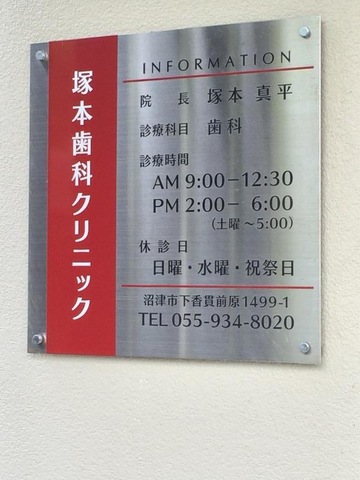 塚本歯科クリニック
INFORMATION
院 長 塚本 真平
診療科目 歯科
診療時間
AM 9:00－12:30
PM 2:00－ 6:00
(土曜～5:00)
休 診 日
日曜・水曜・祝祭日
沼津市下香貫前原1499-1
TEL 055-934-8020